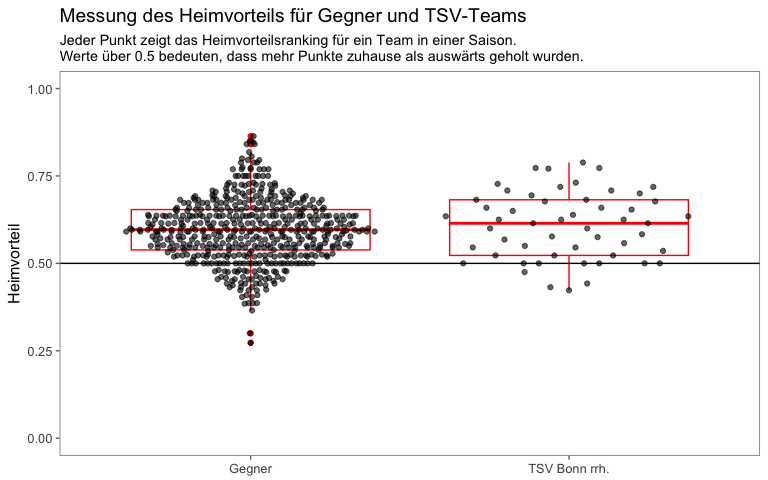 Messung des Heimvorteils für Gegner und TSV-Teams
Jeder Punkt zeigt das Heimvorteilsranking für ein Team in einer Saison.
Werte über 0.5 bedeuten, dass mehr Punkte zuhause als auswärts geholt wurden.
Heimvorteil
1.00
0.75
0.50
0.25
0.00
Gegner
TSV Bonn rrh.